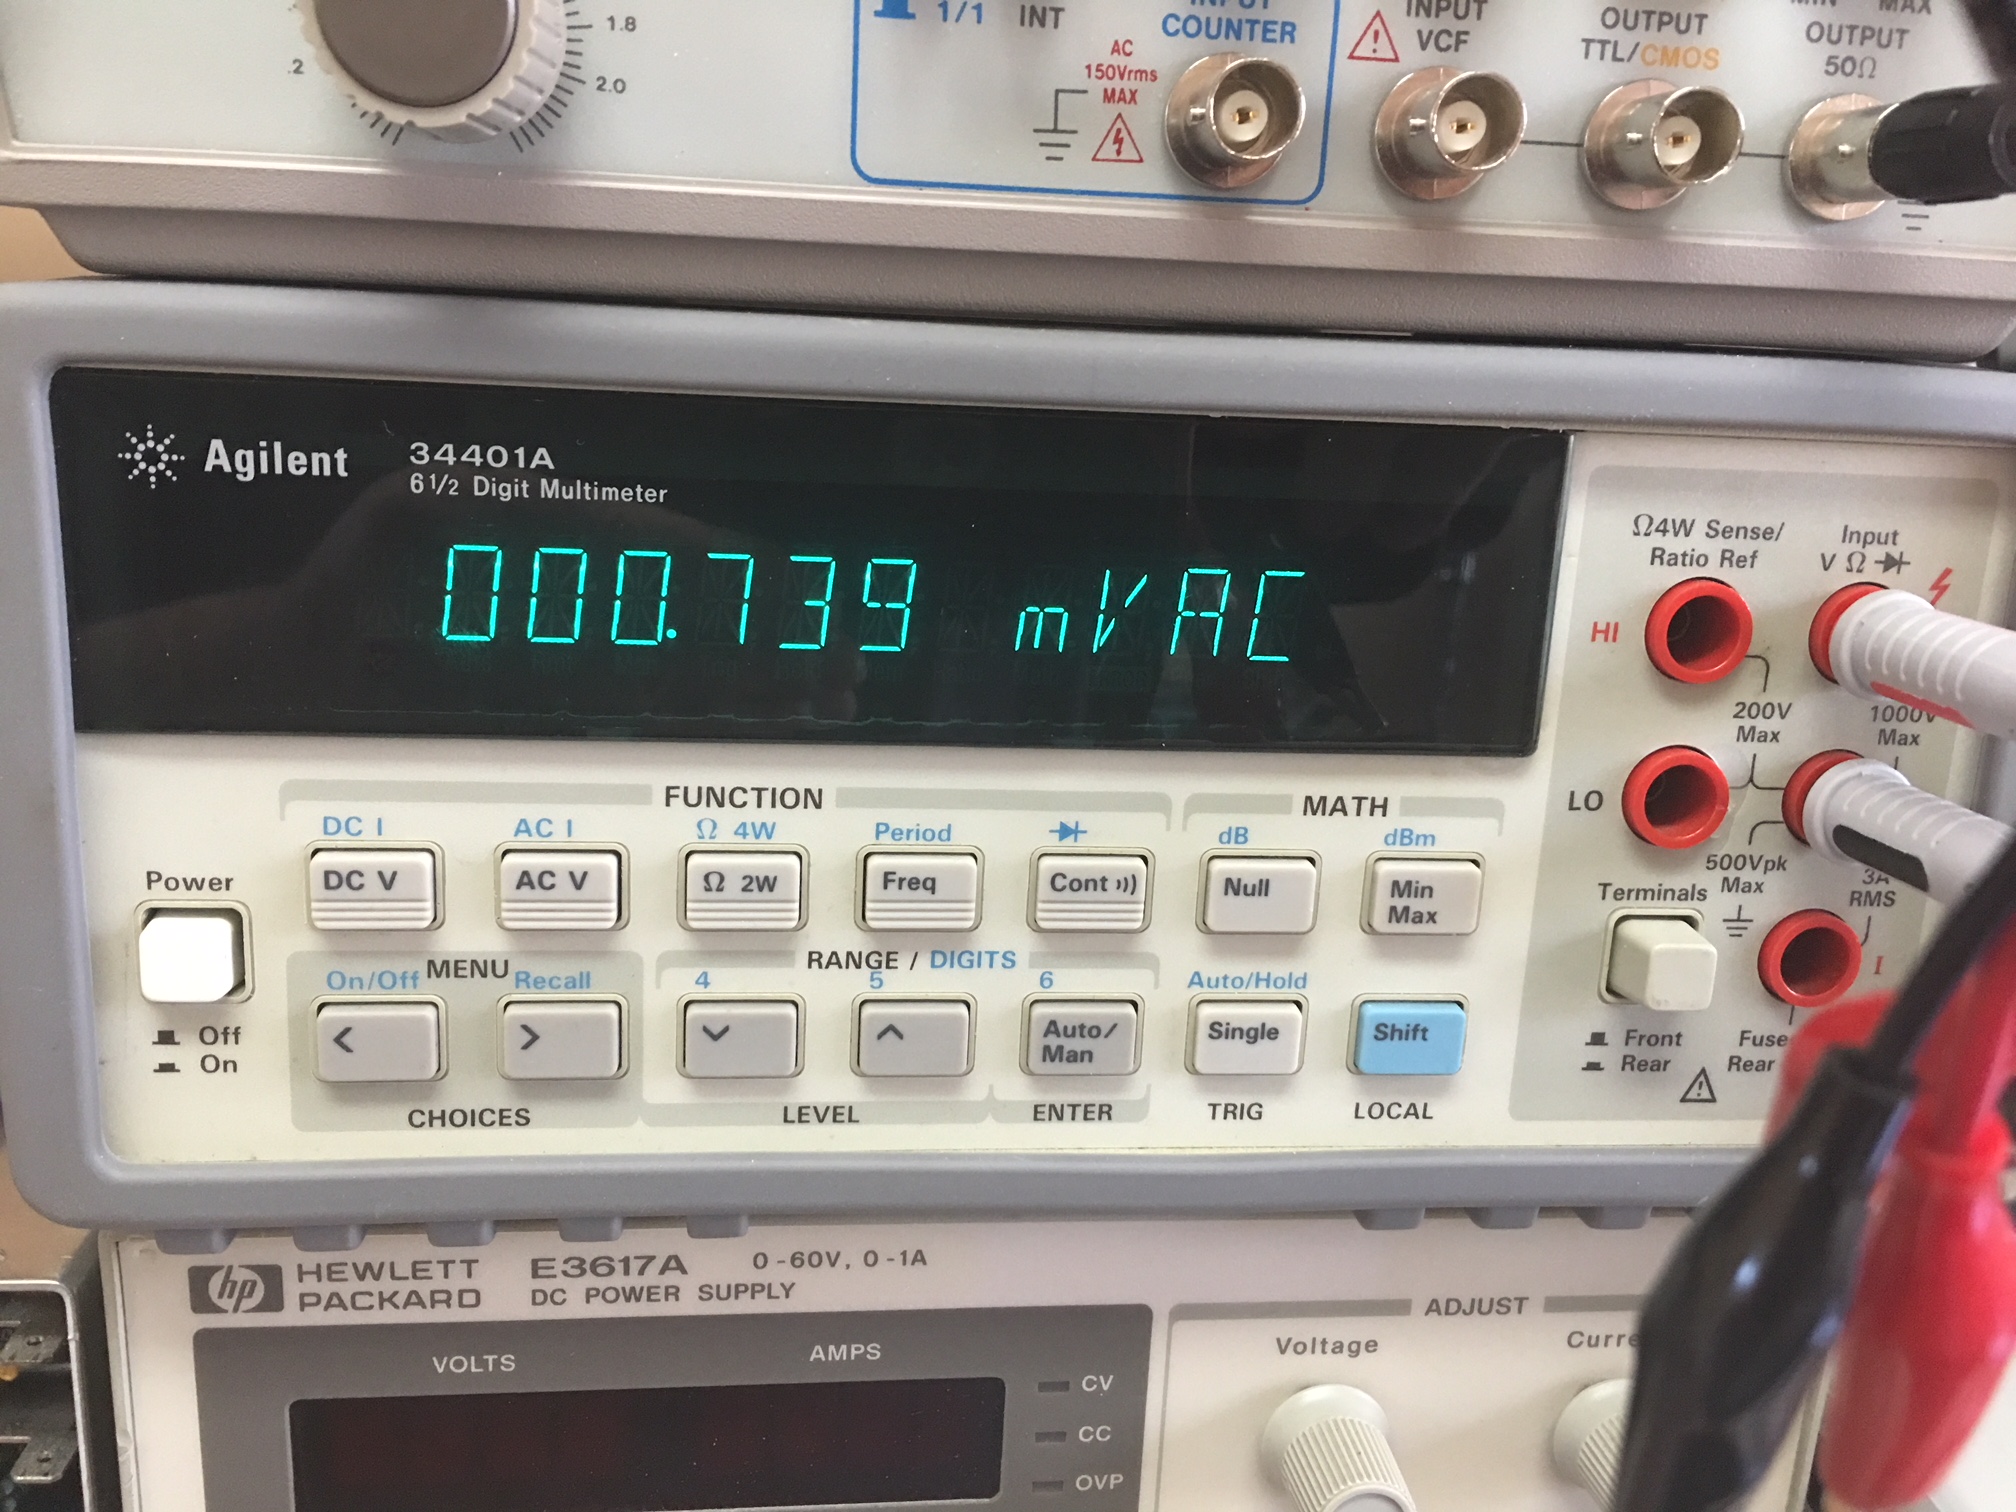 1.8
.2
2.0
1/1 INT
INPUT
COUNTER
AC
150Vrms
MAX
INPUT
VCF
OUTPUT
TTL/CMOS
MIN MAX
OUTPUT
50Ω
Agilent 34401A
6½ Digit Multimeter
000.739 mVAC
Ω4W Sense/
Ratio Ref
Input
V Ω
HI
200V
Max
1000V
Max
LO
500Vpk
Max
3A
RMS
Terminals
I
Front
Rear
Fuse
Rear
FUNCTION
MATH
DC I AC I Ω 4W Period dB dBm
DC V AC V Ω 2W Freq Cont Null Min
Max
Power
Off
On
MENU
RANGE / DIGITS
On/Off Recall 4 5 6 Auto/Hold
< > Auto/
Man Single Shift
CHOICES LEVEL ENTER TRIG LOCAL
hp HEWLETT
PACKARD
E3617A 0-60V, 0-1A
DC POWER SUPPLY
VOLTS AMPS
CV
CC
OVP
ADJUST
Voltage